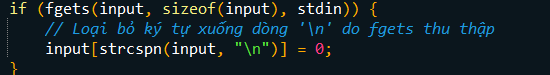 if (fgets(input, sizeof(input), stdin)) {
// Loại bỏ ký tự xuống dòng '\n' do fgets thu thập
input[strcspn(input, "\n")] = 0;
}